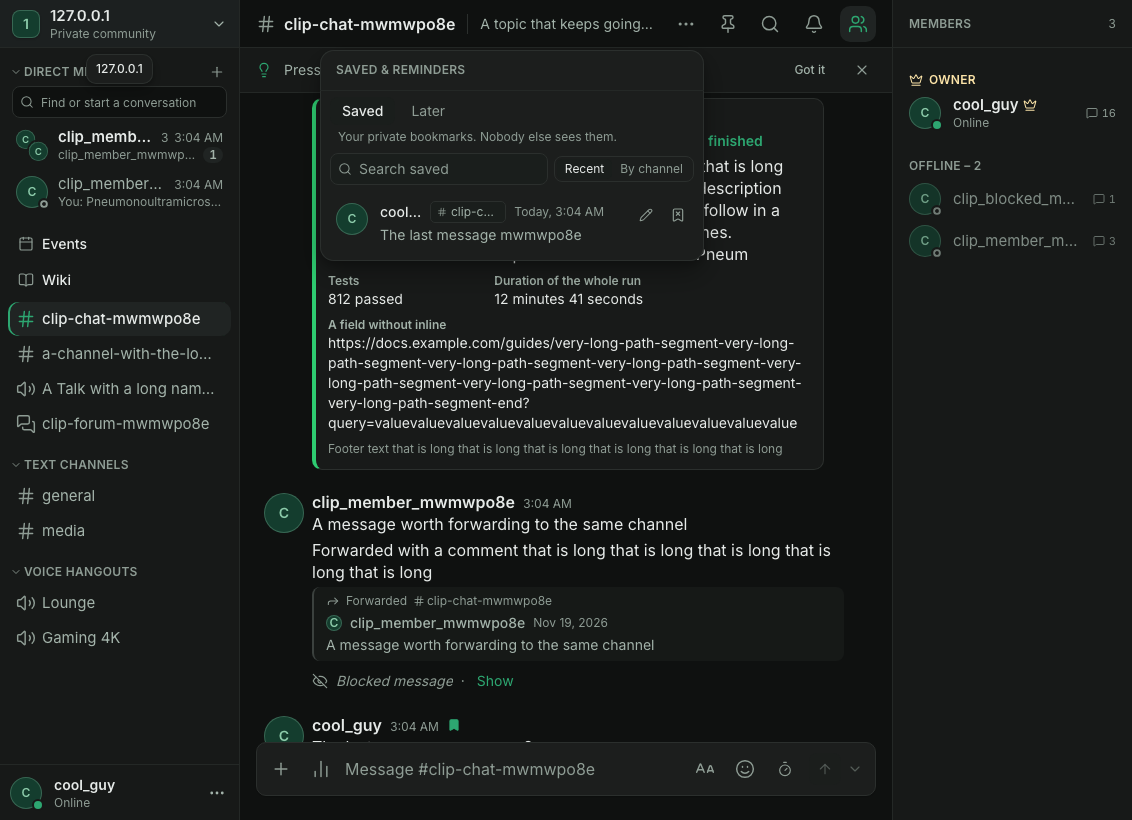 1
127.0.0.1
Private community
127.0.0.1
DIRECT M
Find or start a conversation
C
C
clip_memb...
3
3:04 AM
clip_member_mwmwp...
1
C
clip_member...
3:04 AM
You: Pneumonoultramicros...
Events
Wiki
clip-chat-mwmwpo8e
a-channel-with-the-lo...
A Talk with a long nam...
clip-forum-mwmwpo8e
TEXT CHANNELS
general
media
VOICE HANGOUTS
Lounge
Gaming 4K
C
cool_guy
Online
clip-chat-mwmwpo8e
A topic that keeps going...
Press
Got it
SAVED & REMINDERS
Saved
Later
Your private bookmarks. Nobody else sees them.
Search saved
Recent
By channel
C
cool...
# clip-c...
Today, 3:04 AM
The last message mwmwpo8e
finished
that is long
description
follow in a
Pneum
Tests
812 passed
Duration of the whole run
12 minutes 41 seconds
A field without inline
https://docs.example.com/guides/very-long-path-segment-very-long-
path-segment-very-long-path-segment-very-long-path-segment-very-
long-path-segment-very-long-path-segment-very-long-path-segment-
very-long-path-segment-end?
query=valuevaluevaluevaluevaluevaluevaluevaluevaluevaluevaluevalue
Footer text that is long that is long that is long that is long that is long that is long
C
clip_member_mwmwpo8e
3:04 AM
A message worth forwarding to the same channel
Forwarded with a comment that is long that is long that is long that is
long that is long
Forwarded
# clip-chat-mwmwpo8e
C
clip_member_mwmwpo8e
Nov 19, 2026
A message worth forwarding to the same channel
Blocked message
·
Show
C
cool_guy
3:04 AM
Message #clip-chat-mwmwpo8e
AA
MEMBERS
3
OWNER
C
cool_guy
16
Online
OFFLINE – 2
C
clip_blocked_m...
1
C
clip_member_m...
3